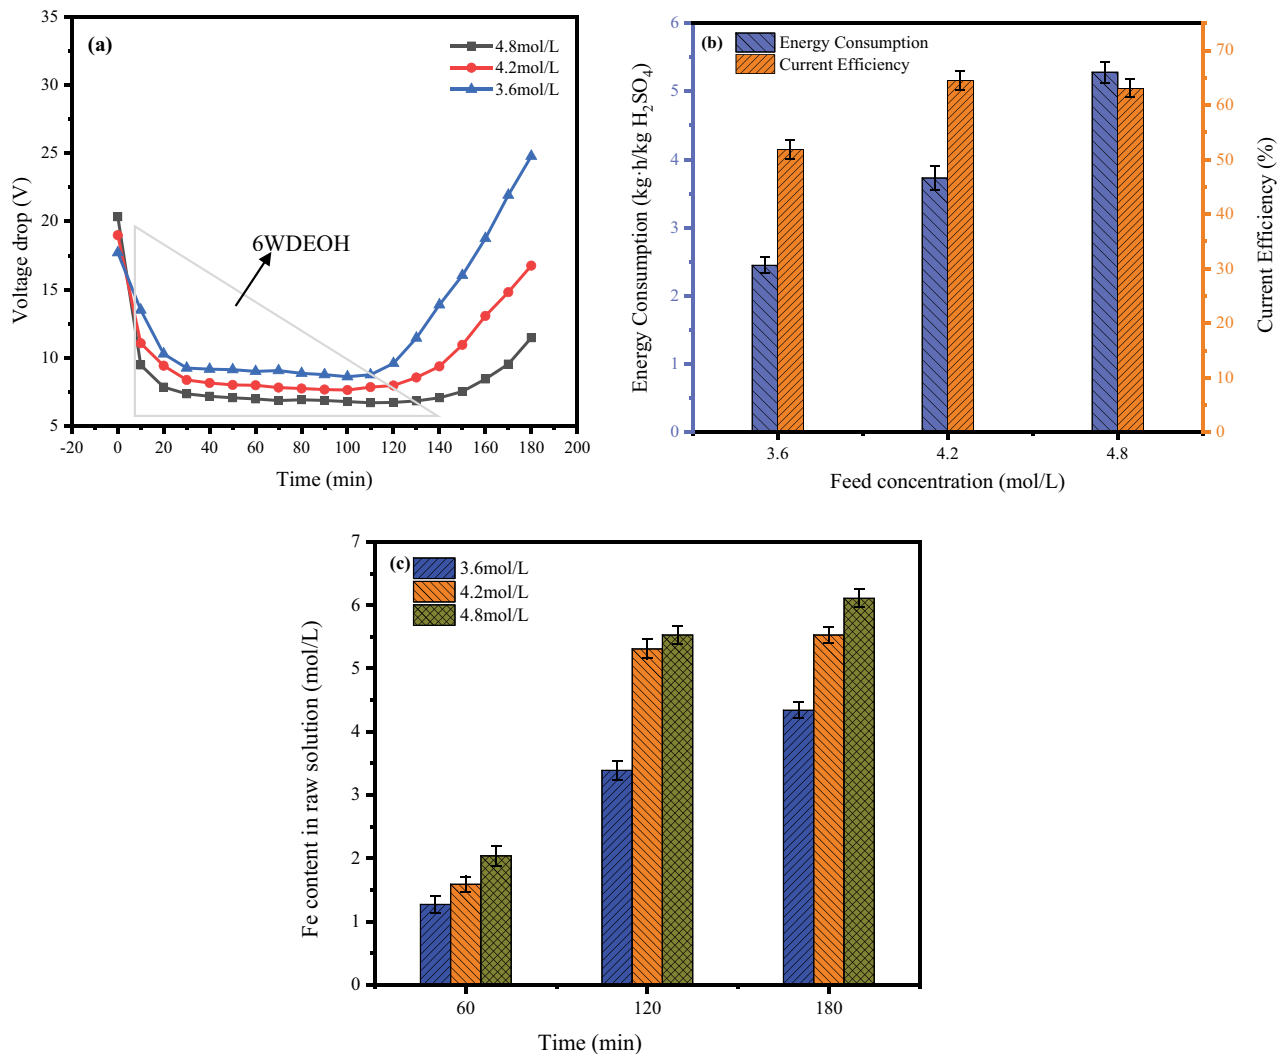 (a)
4.8mol/L
4.2mol/L
3.6mol/L
6WDEOH
Voltage drop (V)
35
30
25
20
15
10
5
-20 0 20 40 60 80 100 120 140 160 180 200
Time (min)
(b)
Energy Consumption
Current Efficiency
Energy Consumption (kg·h/kg H₂SO₄)
6
5
4
3
2
1
0
Current Efficiency (%)
70
60
50
40
30
20
10
0
3.6 4.2 4.8
Feed concentration (mol/L)
(c)
3.6mol/L
4.2mol/L
4.8mol/L
Fe content in raw solution (mol/L)
7
6
5
4
3
2
1
0
60 120 180
Time (min)